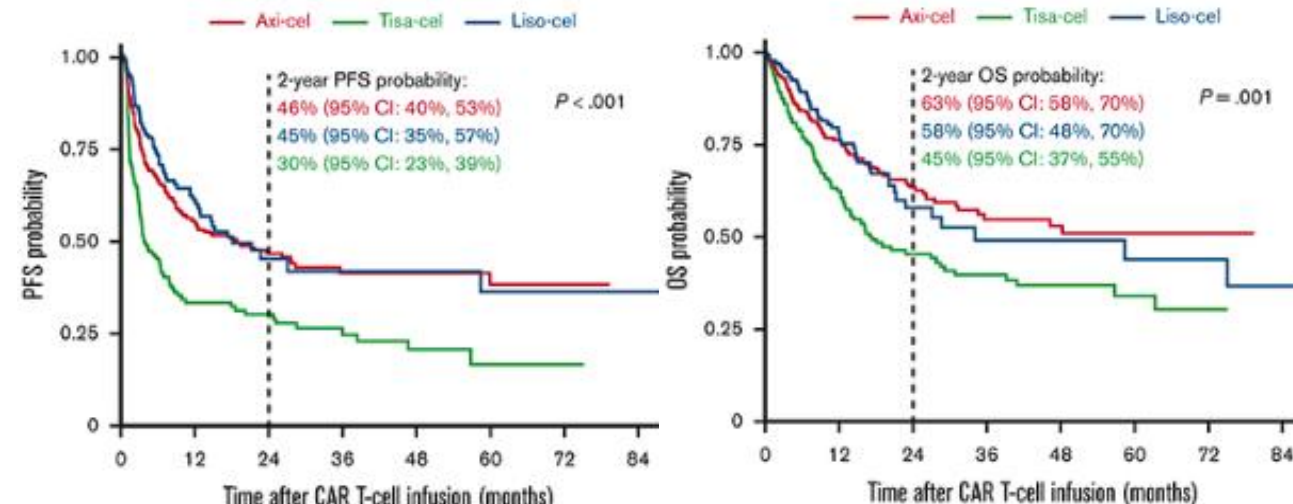 Axi-cel Tisa-cel Liso-cel
PFS probability
1.00
0.75
0.50
0.25
0
2-year PFS probability:
46% (95% CI: 40%, 53%)
45% (95% CI: 35%, 57%)
30% (95% CI: 23%, 39%)
P < .001
0 12 24 36 48 60 72 84
Time after CAR T-cell infusion (months)
Axi-cel Tisa-cel Liso-cel
OS probability
1.00
0.75
0.50
0.25
0
2-year OS probability:
63% (95% CI: 58%, 70%)
58% (95% CI: 48%, 70%)
45% (95% CI: 37%, 55%)
P = .001
0 12 24 36 48 60 72 84
Time after CAR T-cell infusion (months)